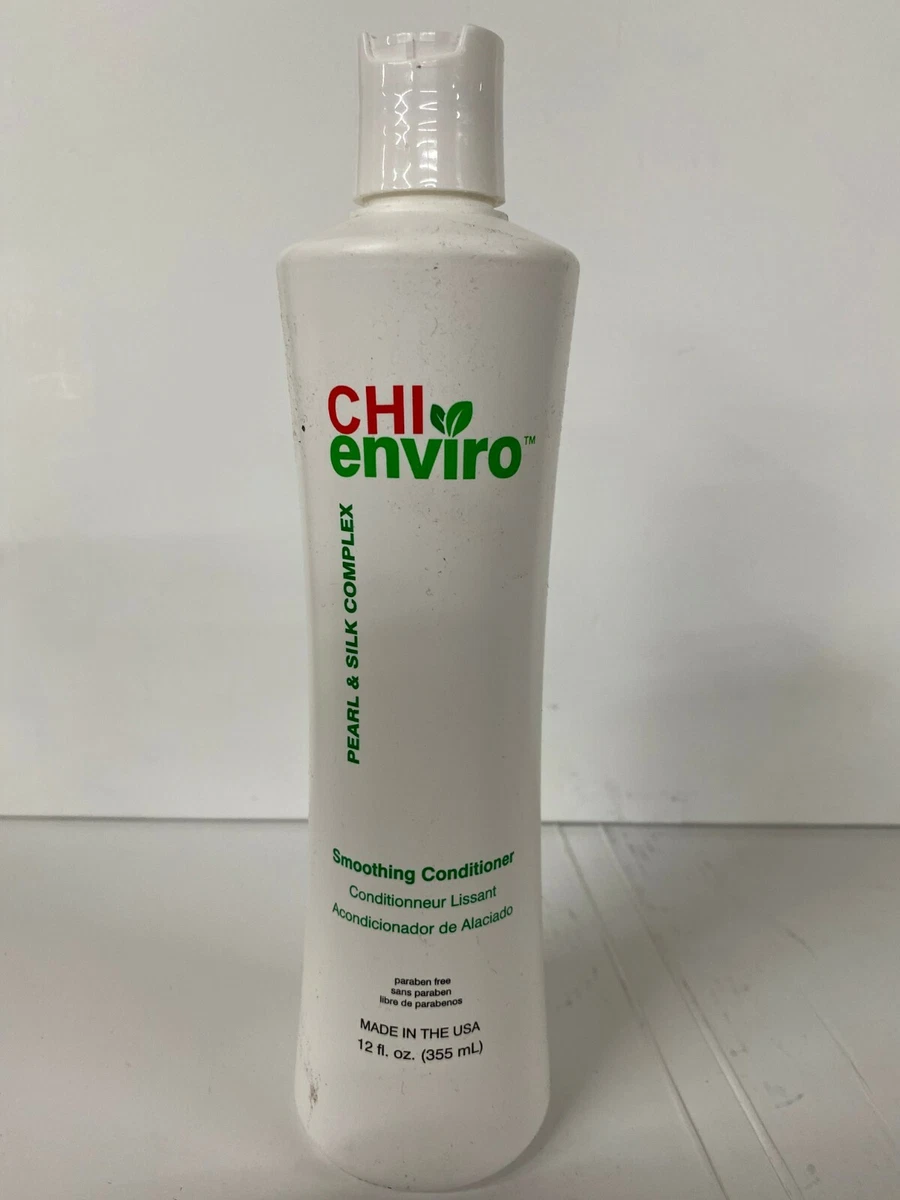 CHI
enviro™
PEARL & SILK COMPLEX
Smoothing Conditioner
Conditionneur Lissant
Acondicionador de Alaciado
paraben free
sans paraben
libre de parabenos
MADE IN THE USA
12 fl. oz. (355 mL)